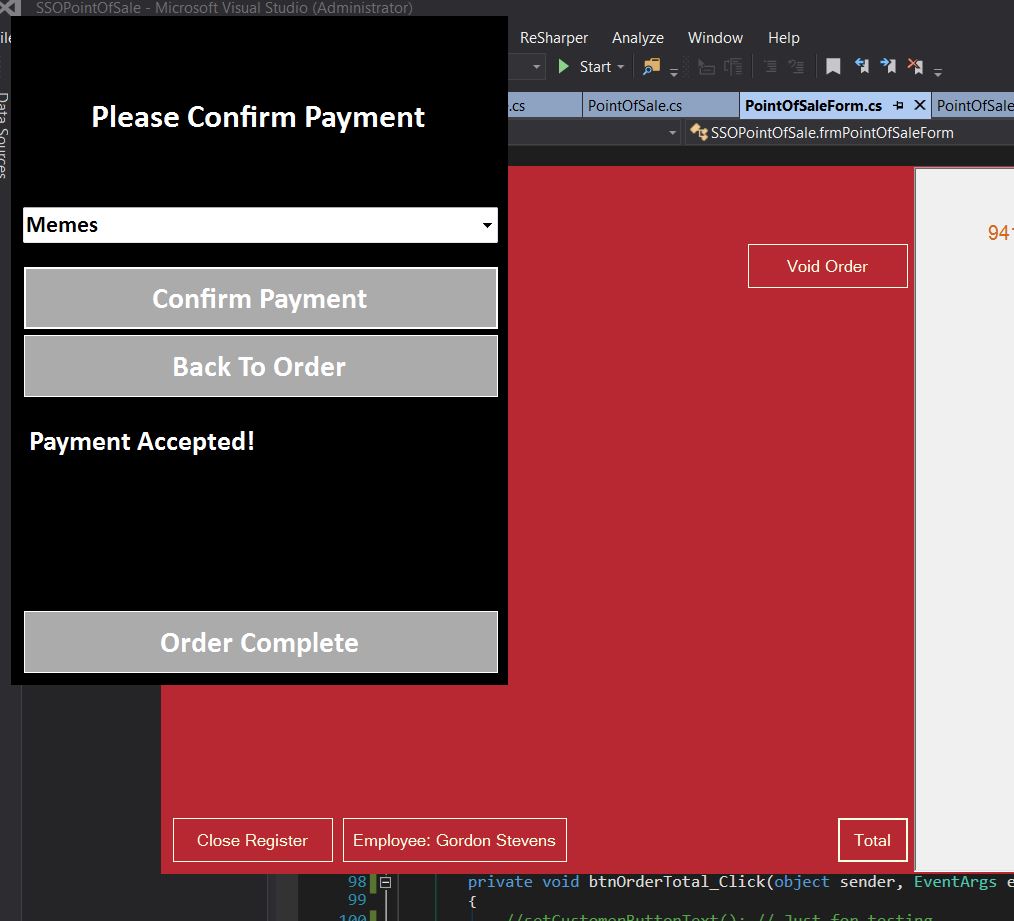 SSOPointOfSale - Microsoft Visual Studio (Administrator)
ReSharper Analyze Window Help
Start
.cs PointOfSale.cs PointOfSaleForm.cs PointOfSale
SSOPointOfSale.frmPointOfSaleForm
Data Sources
Please Confirm Payment
Memes
Confirm Payment
Back To Order
Payment Accepted!
Order Complete
Void Order
941
Close Register
Employee: Gordon Stevens
Total
98 private void btnOrderTotal_Click(object sender, EventArgs e
99 {
100 //setCustomerButtonText(); // Just for testing